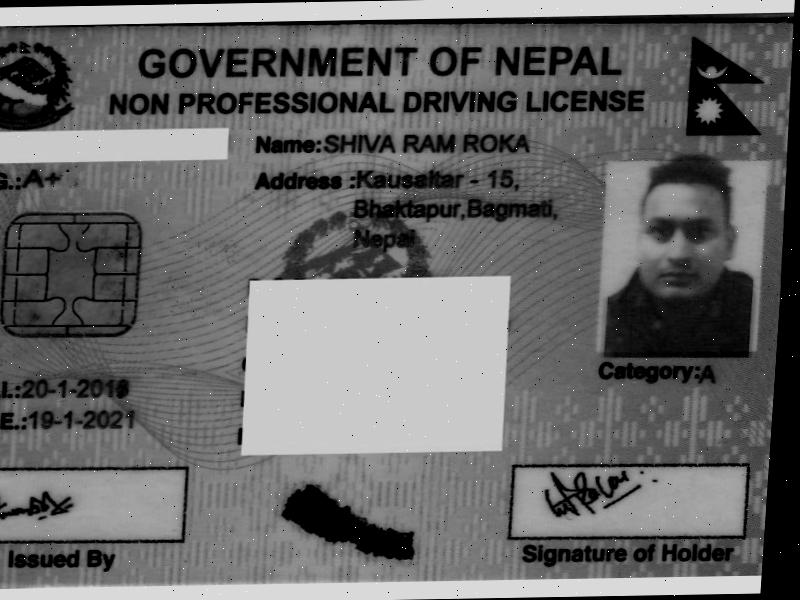 GOVERNMENT OF NEPAL
NON PROFESSIONAL DRIVING LICENSE
Name:SHIVA RAM ROKA
G.:A+
Address :Kausaltar - 15,
Bhaktapur,Bagmati,
Nepal
Category:A
I.:20-1-2016
E.:19-1-2021
Issued By
Signature of Holder